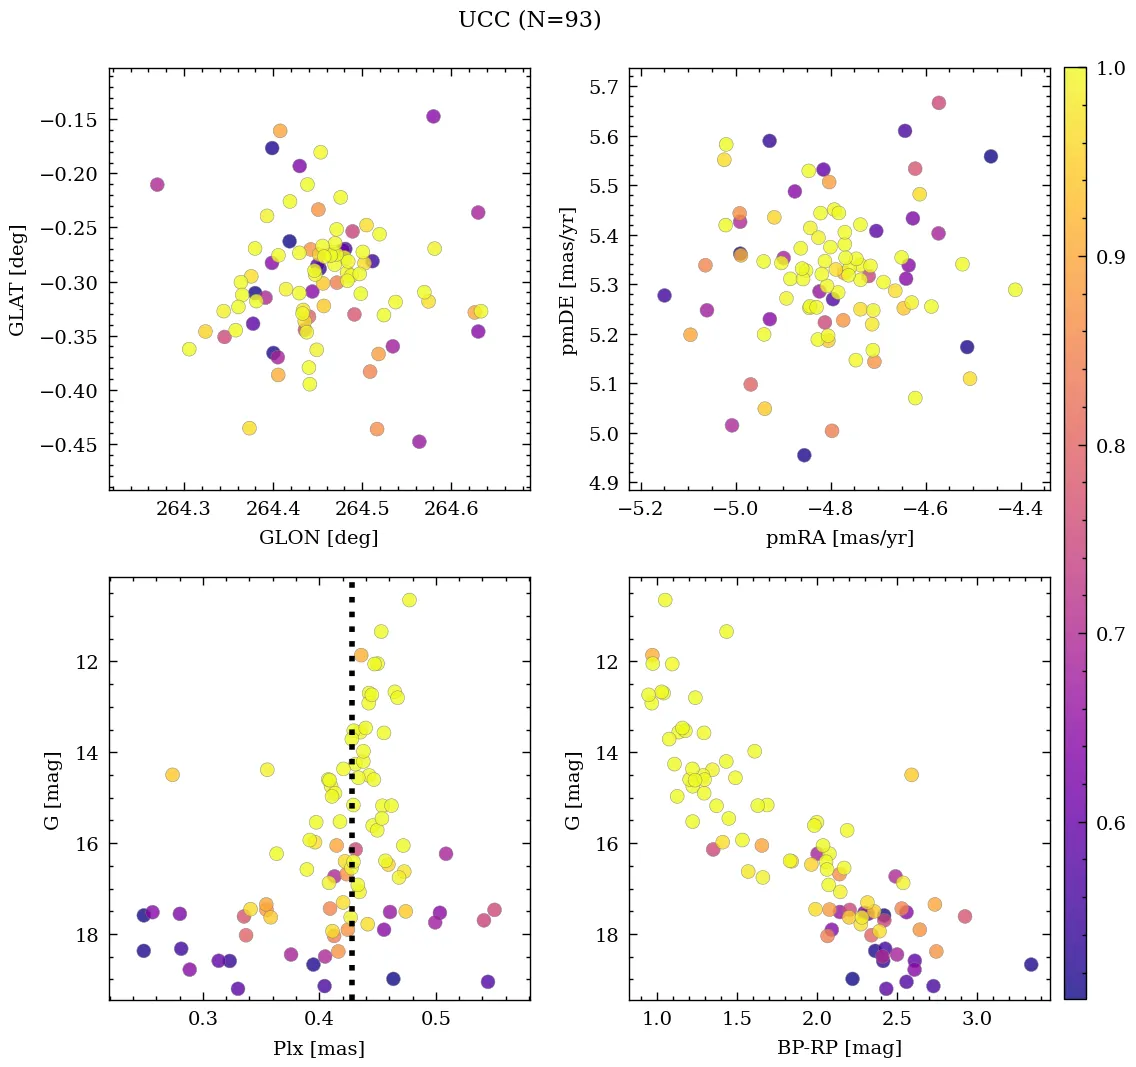 UCC (N=93)
−0.15
−0.20
−0.25
−0.30
−0.35
−0.40
−0.45
GLAT [deg]
264.3 264.4 264.5 264.6
GLON [deg]
5.7
5.6
5.5
5.4
5.3
5.2
5.1
5.0
4.9
pmDE [mas/yr]
−5.2 −5.0 −4.8 −4.6 −4.4
pmRA [mas/yr]
12
14
16
18
G [mag]
0.3 0.4 0.5
Plx [mas]
12
14
16
18
G [mag]
1.0 1.5 2.0 2.5 3.0
BP-RP [mag]
1.0
0.9
0.8
0.7
0.6